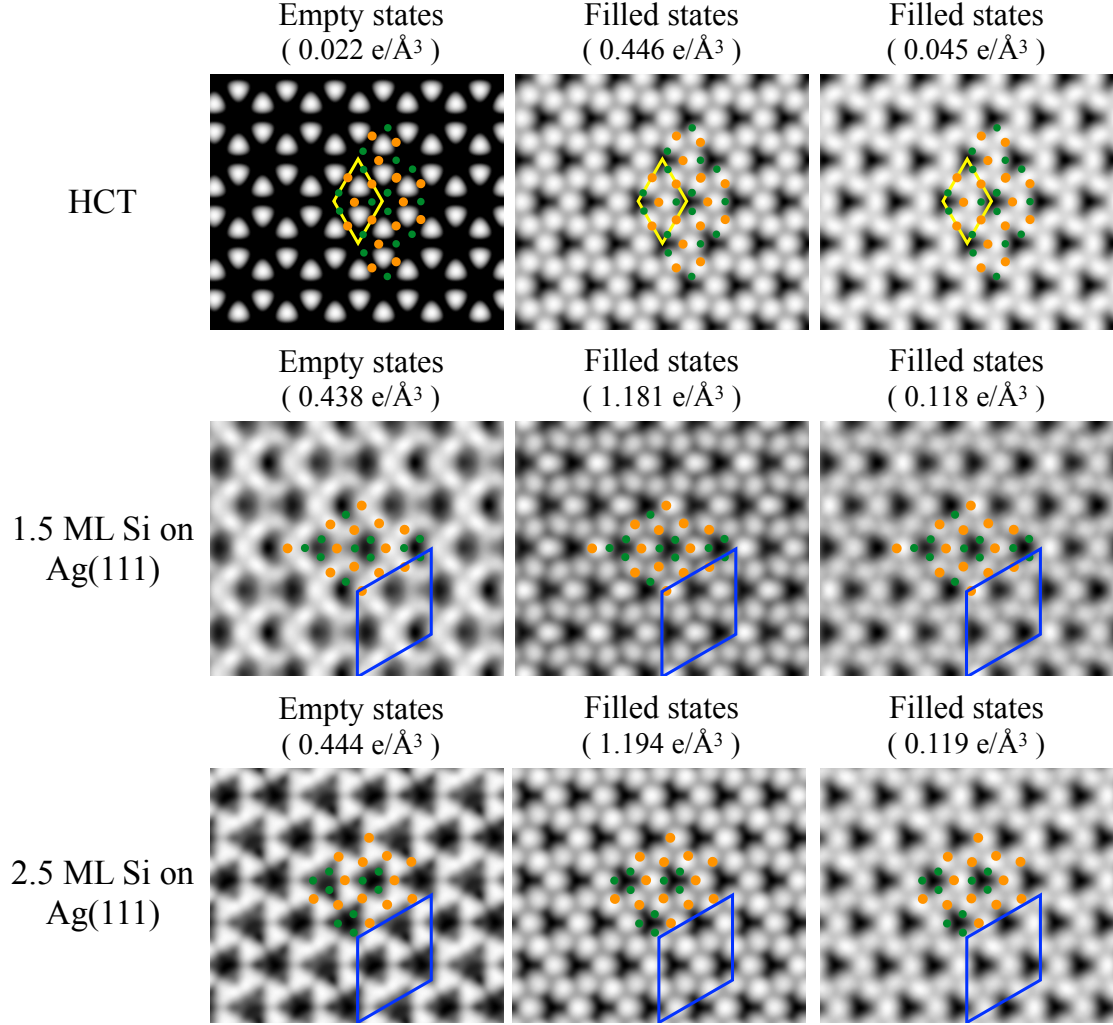 Empty states
( 0.022 e/Å³ )
Filled states
( 0.446 e/Å³ )
Filled states
( 0.045 e/Å³ )
HCT
Empty states
( 0.438 e/Å³ )
Filled states
( 1.181 e/Å³ )
Filled states
( 0.118 e/Å³ )
1.5 ML Si on
Ag(111)
Empty states
( 0.444 e/Å³ )
Filled states
( 1.194 e/Å³ )
Filled states
( 0.119 e/Å³ )
2.5 ML Si on
Ag(111)